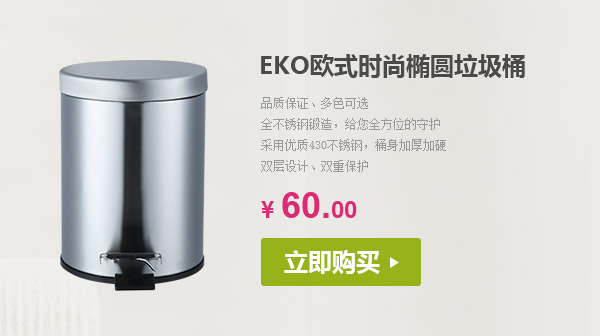 EKO欧式时尚椭圆垃圾桶
品质保证、多色可选
全不锈钢锻造，给您全方位的守护
采用优质430不锈钢，桶身加厚加硬
双层设计、双重保护
¥ 60.00
立即购买